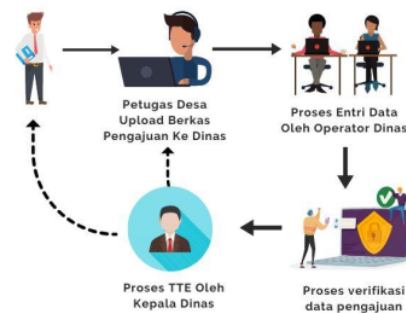 Petugas Desa
Upload Berkas
Pengajuan Ke Dinas
Proses Entri Data
Oleh Operator Dinas
Proses TTE Oleh
Kepala Dinas
Proses verifikasi
data pengajuan